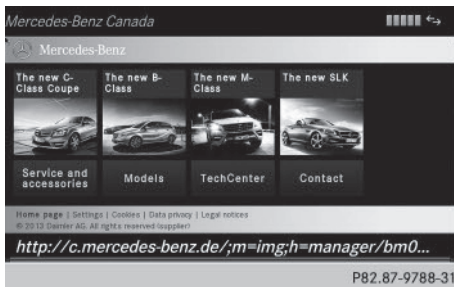 Mercedes-Benz Canada
Mercedes-Benz
The new C-
Class Coupe
The new B-
Class
The new M-
Class
The new SLK
Service and
accessories
Models
TechCenter
Contact
Home page | Settings | Cookies | Data privacy | Legal notices
© 2013 Daimler AG. All rights reserved (supplier)
http://c.mercedes-benz.de/;m=img;h=manager/bm0...
P82.87-9788-31